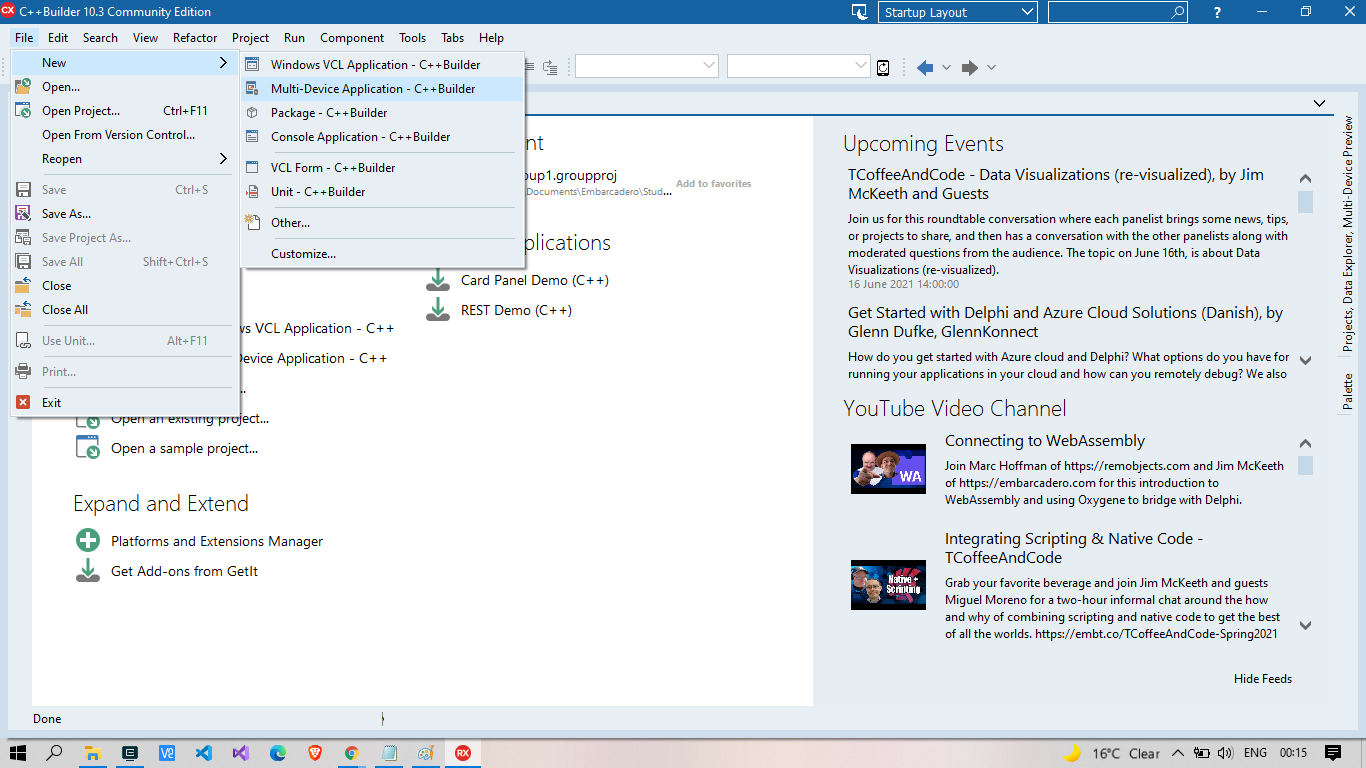 C++Builder 10.3 Community Edition
Startup Layout
?
File Edit Search View Refactor Project Run Component Tools Tabs Help
New
Open...
Open Project... Ctrl+F11
Open From Version Control...
Reopen
Save Ctrl+S
Save As...
Save Project As...
Save All Shift+Ctrl+S
Close
Close All
Use Unit... Alt+F11
Print...
Exit
Windows VCL Application - C++Builder
Multi-Device Application - C++Builder
Package - C++Builder
Console Application - C++Builder
VCL Form - C++Builder
Unit - C++Builder
Other...
Customize...
nt
oup1.groupproj
Documents\Embarcadero\Stud...
Add to favorites
plications
Card Panel Demo (C++)
REST Demo (C++)
ws VCL Application - C++
Device Application - C++
Open an existing project...
Open a sample project...
Expand and Extend
Platforms and Extensions Manager
Get Add-ons from GetIt
Upcoming Events
TCoffeeAndCode - Data Visualizations (re-visualized), by Jim
McKeeth and Guests
Join us for this roundtable conversation where each panelist brings some news, tips,
or projects to share, and then has a conversation with the other panelists along with
moderated questions from the audience. The topic on June 16th, is about Data
Visualizations (re-visualized).
16 June 2021 14:00:00
Get Started with Delphi and Azure Cloud Solutions (Danish), by
Glenn Dufke, GlennKonnect
How do you get started with Azure cloud and Delphi? What options do you have for
running your applications in your cloud and how can you remotely debug? We also
YouTube Video Channel
WA
Connecting to WebAssembly
Join Marc Hoffman of https://remobjects.com and Jim McKeeth
of https://embarcadero.com for this introduction to
WebAssembly and using Oxygene to bridge with Delphi.
Native +
Scripting
Integrating Scripting & Native Code -
TCoffeeAndCode
Grab your favorite beverage and join Jim McKeeth and guests
Miguel Moreno for a two-hour informal chat around the how
and why of combining scripting and native code to get the best
of all the worlds. https://embt.co/TCoffeeAndCode-Spring2021
Hide Feeds
Projects, Data Explorer, Multi-Device Preview
Palette
Done
RX
16°C Clear
ENG
00:15